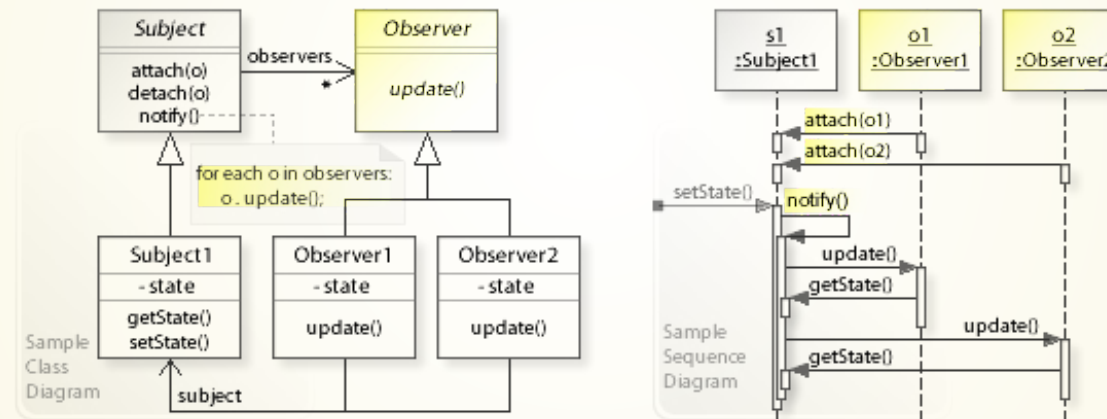 Subject
attach(o)
detach(o)
notify()
observers
*
Observer
update()
for each o in observers:
o . update();
Subject1
- state
getState()
setState()
Observer1
- state
update()
Observer2
- state
update()
subject
Sample
Class
Diagram
s1
:Subject1
o1
:Observer1
o2
:Observer2
attach(o1)
attach(o2)
setState()
notify()
update()
getState()
update()
getState()
Sample
Sequence
Diagram